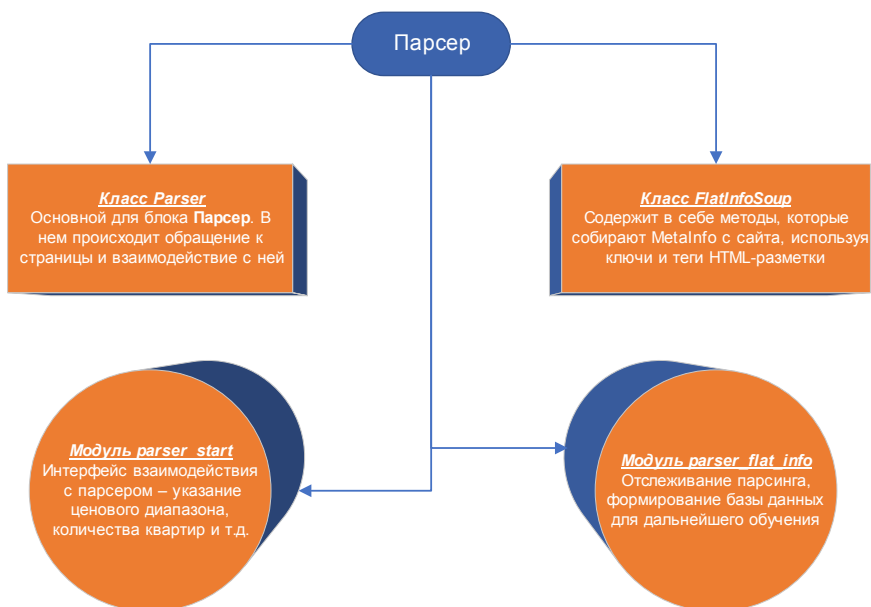 Парсер
Класс Parser
Основной для блока Парсер. В
нем происходит обращение к
страницы и взаимодействие с ней
Класс FlatInfoSoup
Содержит в себе методы, которые
собирают MetaInfo с сайта, используя
ключи и теги HTML-разметки
Модуль parser_start
Интерфейс взаимодействия
с парсером – указание
ценового диапазона,
количества квартир и т.д.
Модуль parser_flat_info
Отслеживание парсинга,
формирование базы данных
для дальнейшего обучения